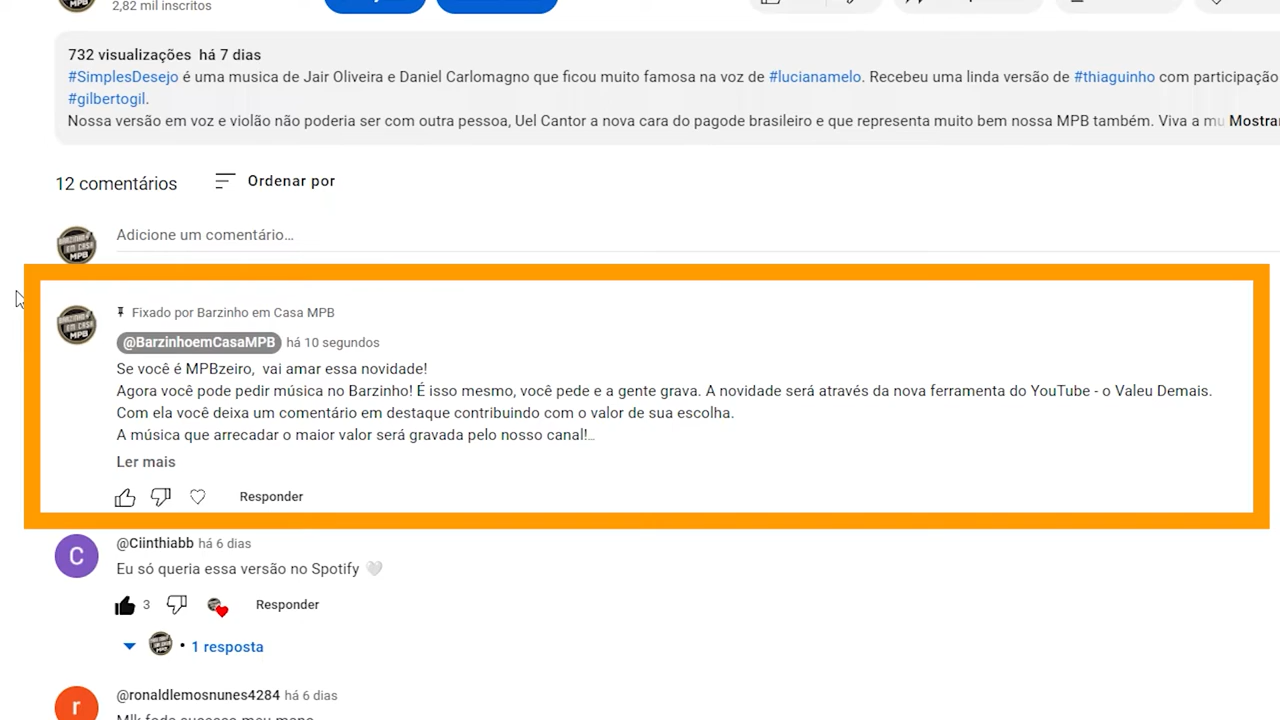 2,82 mil inscritos
732 visualizações há 7 dias
#SimplesDesejo é uma musica de Jair Oliveira e Daniel Carlomagno que ficou muito famosa na voz de #lucianamelo. Recebeu uma linda versão de #thiaguinho com participação
#gilbertogil.
Nossa versão em voz e violão não poderia ser com outra pessoa, Uel Cantor a nova cara do pagode brasileiro e que representa muito bem nossa MPB também. Viva a mu Mostrar
12 comentários
Ordenar por
BARZINHO EM CASA MPB
Adicione um comentário...
Fixado por Barzinho em Casa MPB
BARZINHO EM CASA MPB
@BarzinhoemCasaMPB há 10 segundos
Se você é MPBzeiro, vai amar essa novidade!
Agora você pode pedir música no Barzinho! É isso mesmo, você pede e a gente grava. A novidade será através da nova ferramenta do YouTube - o Valeu Demais.
Com ela você deixa um comentário em destaque contribuindo com o valor de sua escolha.
A música que arrecadar o maior valor será gravada pelo nosso canal!…
Ler mais
Responder
C
@Ciinthiabb há 6 dias
Eu só queria essa versão no Spotify
3
Responder
• 1 resposta
r
@ronaldlemosnunes4284 há 6 dias